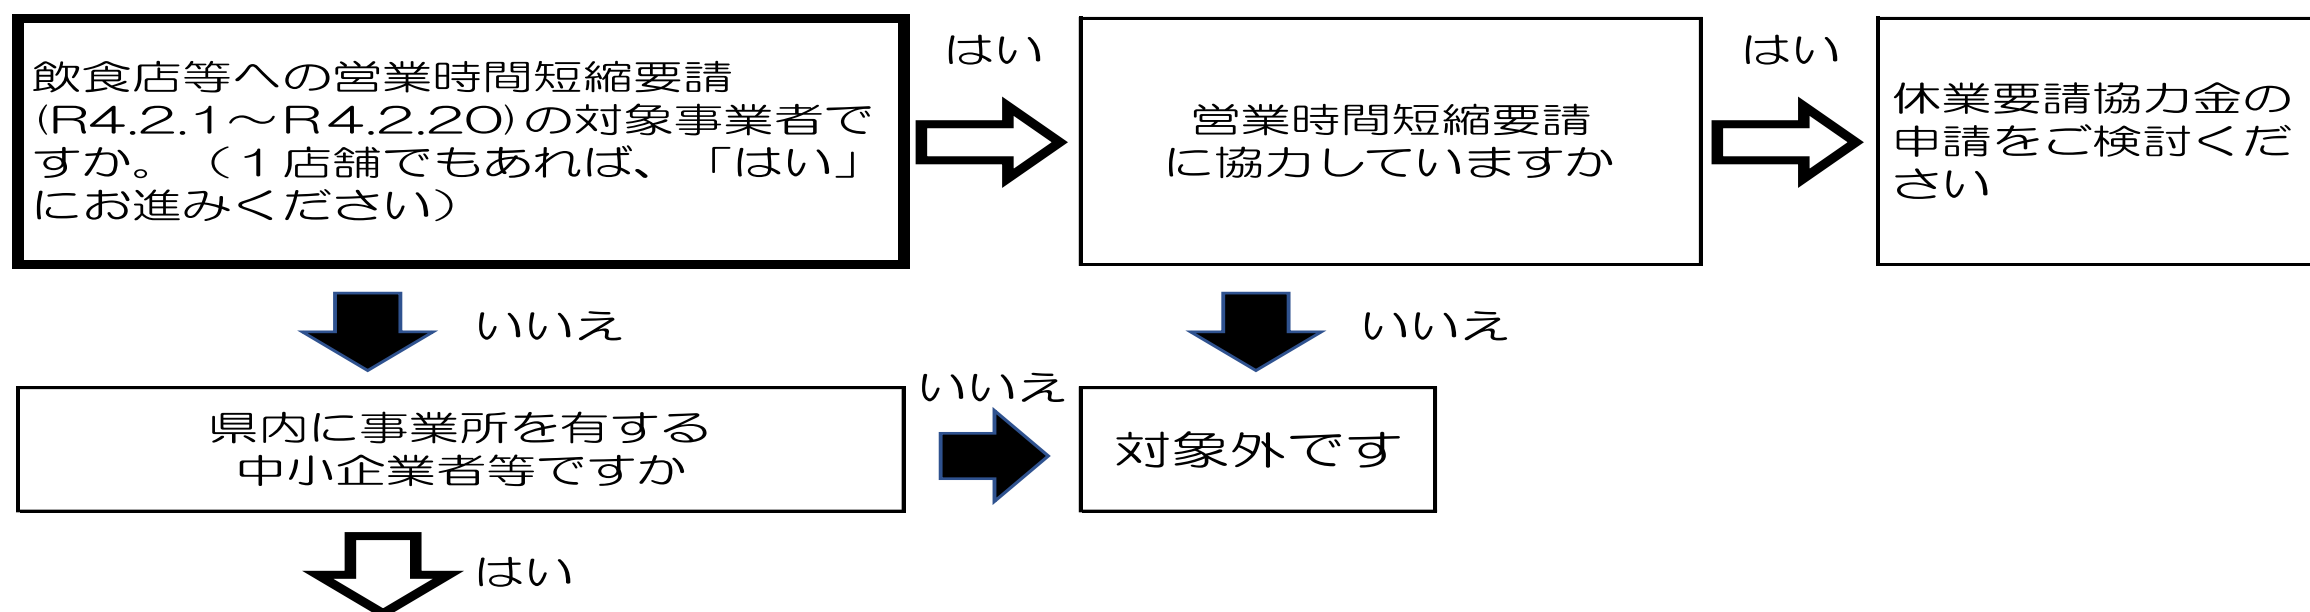 飲食店等への営業時間短縮要請
(R4.2.1～R4.2.20)の対象事業者で
すか。（1店舗でもあれば、「はい」
にお進みください）
はい
営業時間短縮要請
に協力していますか
はい
休業要請協力金の
申請をご検討くだ
さい
いいえ
いいえ
県内に事業所を有する
中小企業者等ですか
いいえ
対象外です
はい